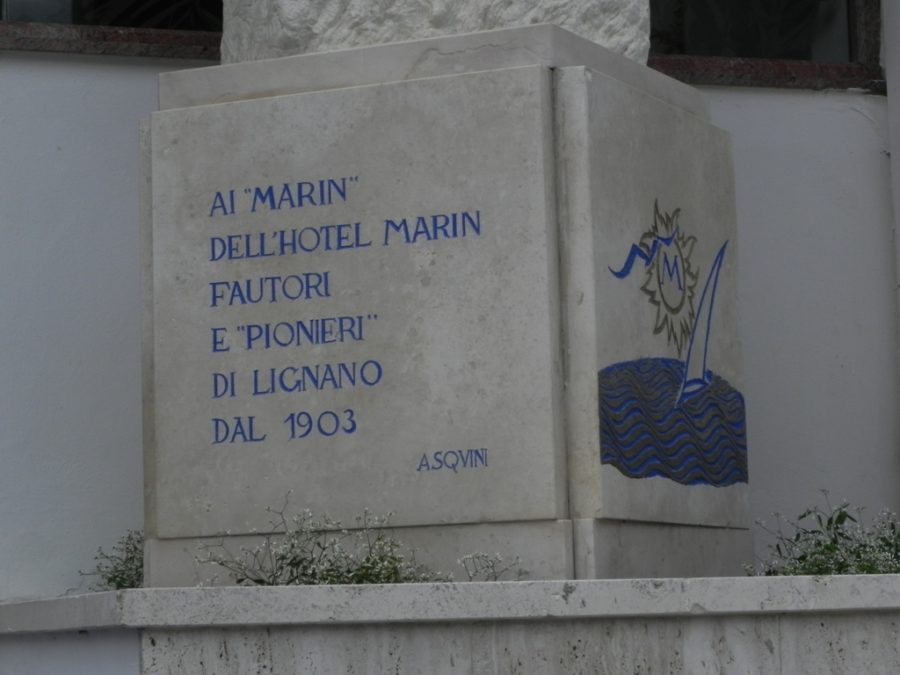 AI "MARIN"
DELL'HOTEL MARIN
FAUTORI
E "PIONIERI"
DI LIGNANO
DAL 1903
ASQVINI
M